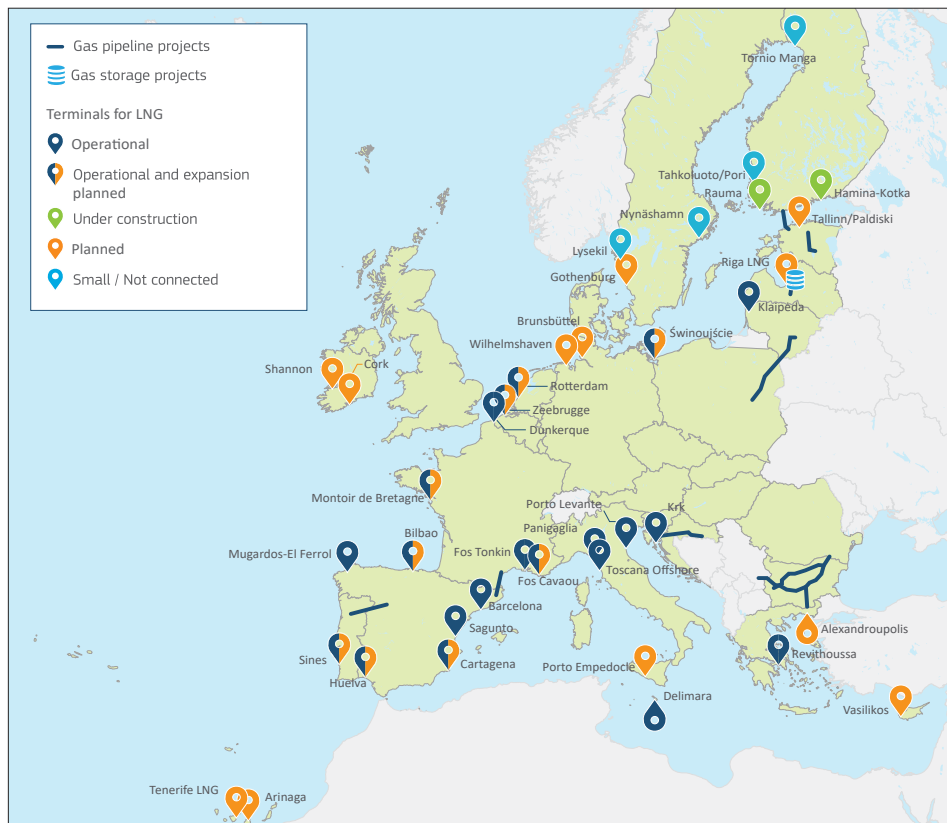 Gas pipeline projects
Gas storage projects
Terminals for LNG
Operational
Operational and expansion
planned
Under construction
Planned
Small / Not connected
Tornio Manga
Tahkoluoto/Pori
Rauma
Hamina-Kotka
Nynäshamn
Tallinn/Paldiski
Lysekil
Riga LNG
Gothenburg
Klaipėda
Brunsbüttel
Świnoujście
Wilhelmshaven
Shannon
Cork
Rotterdam
Zeebrugge
Dunkerque
Montoir de Bretagne
Porto Levante
Krk
Bilbao
Panigaglia
Mugardos-El Ferrol
Fos Tonkin
Toscana Offshore
Fos Cavaou
Barcelona
Sagunto
Alexandroupolis
Sines
Cartagena
Porto Empedocle
Revithoussa
Huelva
Delimara
Vasilikos
Tenerife LNG
Arinaga